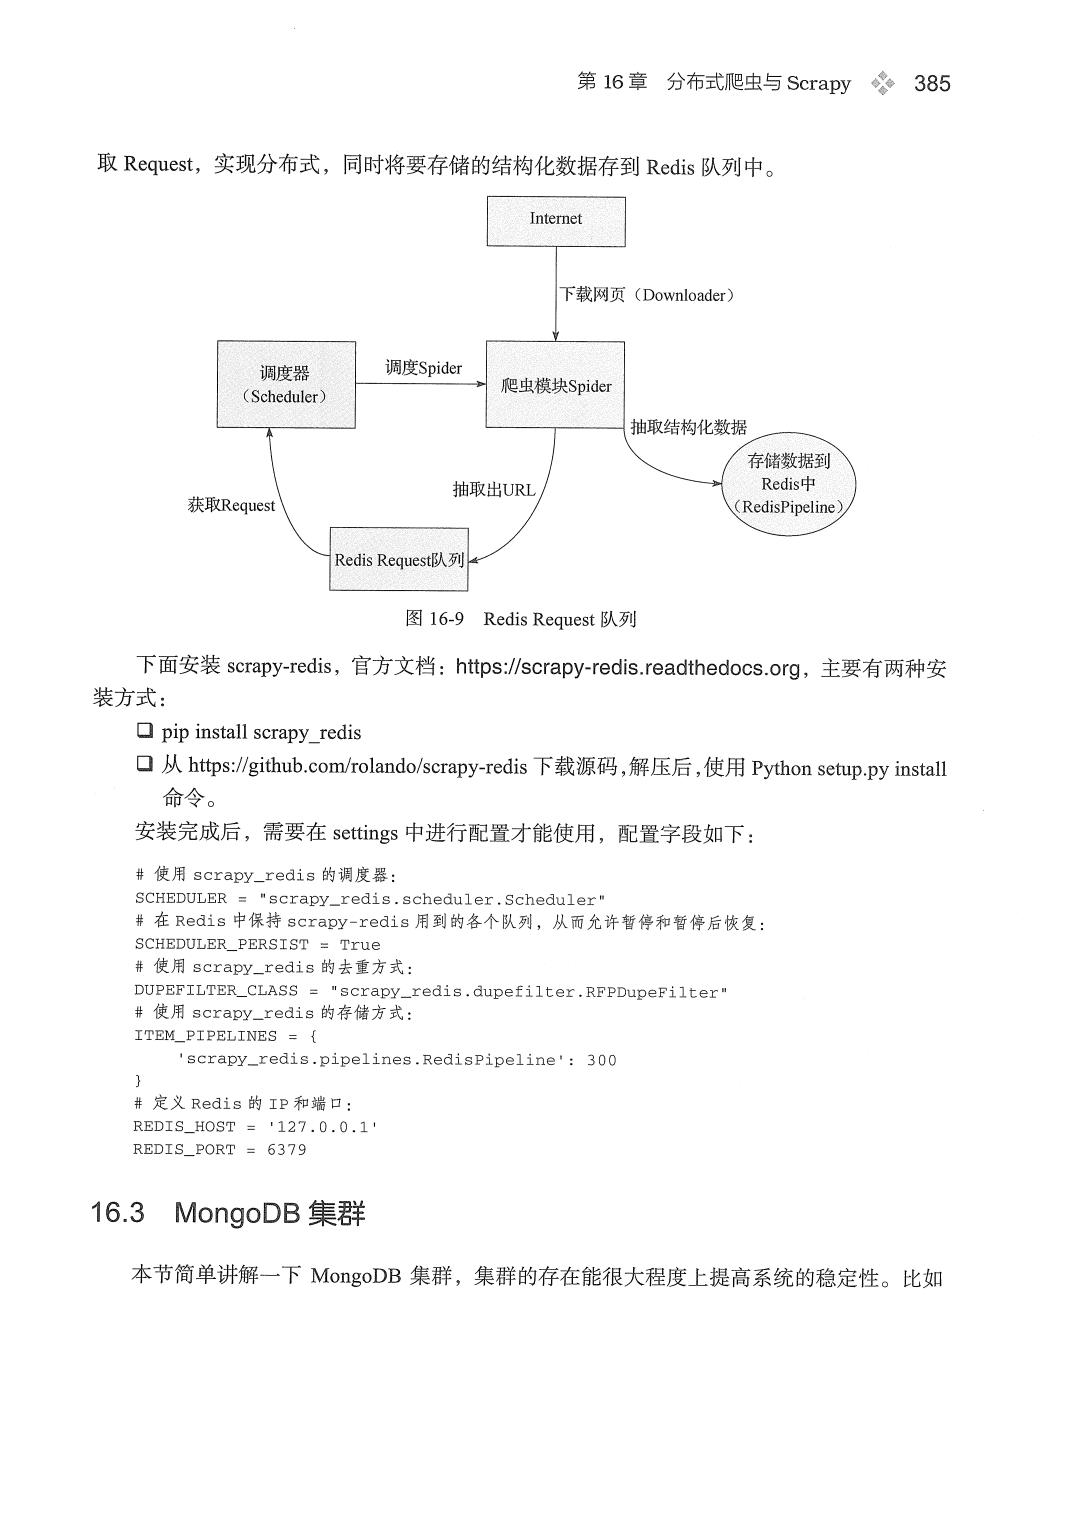 第 16 章 分布式爬虫与 Scrapy 385
取 Request，实现分布式，同时将要存储的结构化数据存到 Redis 队列中。
Internet
下载网页（Downloader）
调度器
（Scheduler）
调度Spider
爬虫模块Spider
抽取结构化数据
存储数据到
Redis中
（RedisPipeline）
抽取出URL
获取Request
Redis Request队列
图 16-9 Redis Request 队列
下面安装 scrapy-redis，官方文档：https://scrapy-redis.readthedocs.org，主要有两种安
装方式：
❑ pip install scrapy_redis
❑ 从 https://github.com/rolando/scrapy-redis 下载源码，解压后，使用 Python setup.py install
命令。
安装完成后，需要在 settings 中进行配置才能使用，配置字段如下：
# 使用 scrapy_redis 的调度器：
SCHEDULER = "scrapy_redis.scheduler.Scheduler"
# 在 Redis 中保持 scrapy-redis 用到的各个队列，从而允许暂停和暂停后恢复：
SCHEDULER_PERSIST = True
# 使用 scrapy_redis 的去重方式：
DUPEFILTER_CLASS = "scrapy_redis.dupefilter.RFPDupeFilter"
# 使用 scrapy_redis 的存储方式：
ITEM_PIPELINES = {
    'scrapy_redis.pipelines.RedisPipeline': 300
}
# 定义 Redis 的 IP 和端口：
REDIS_HOST = '127.0.0.1'
REDIS_PORT = 6379
16.3 MongoDB 集群
本节简单讲解一下 MongoDB 集群，集群的存在能很大程度上提高系统的稳定性。比如